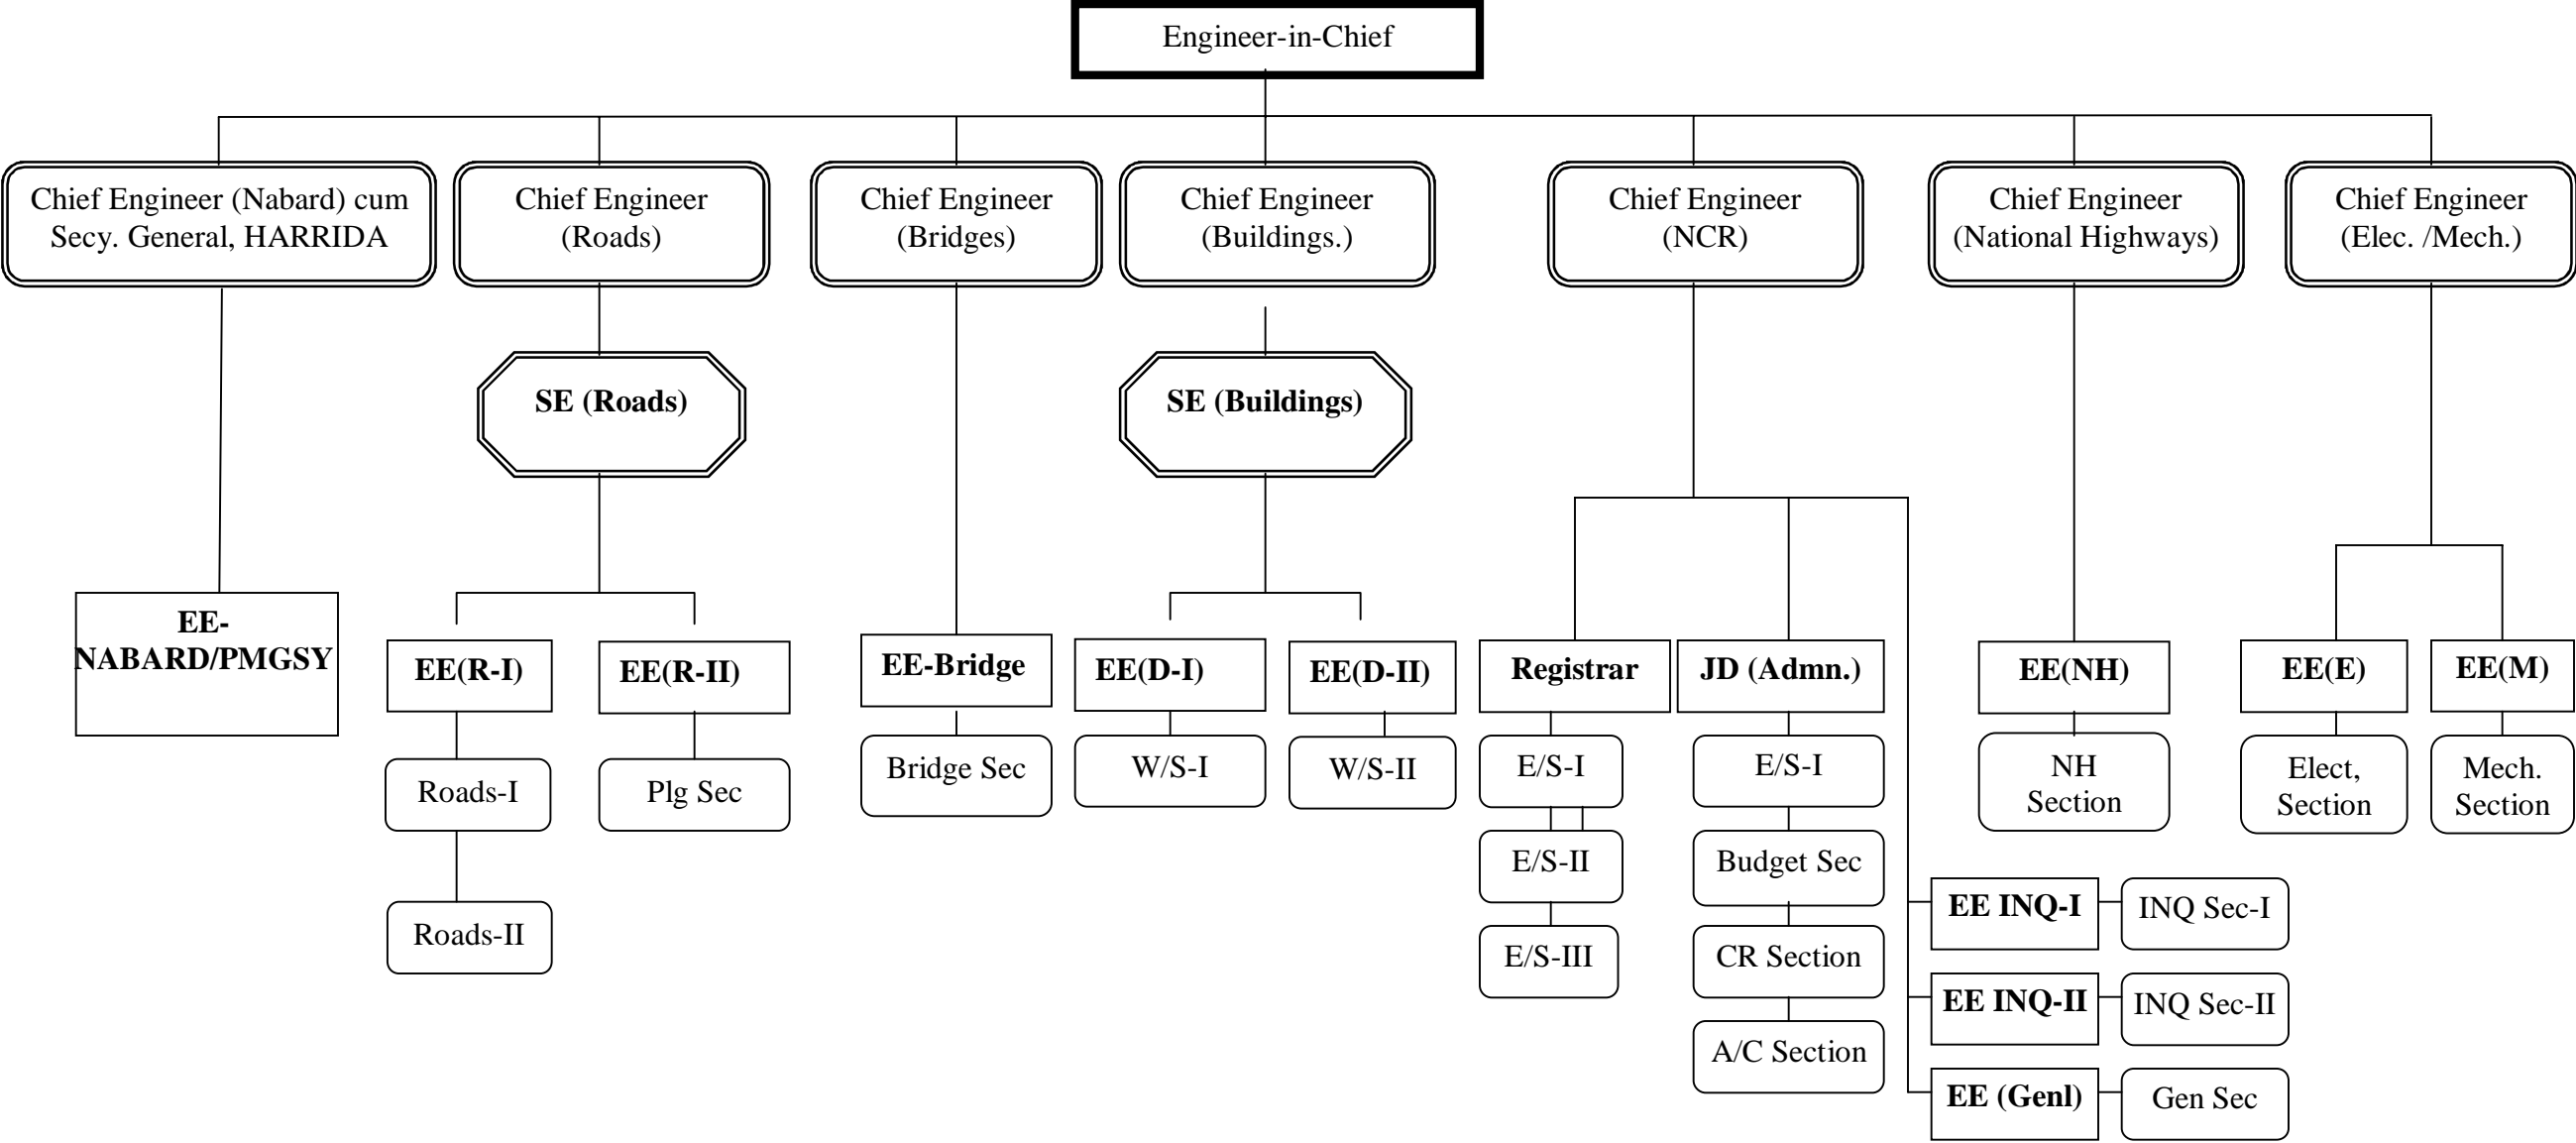 Engineer-in-Chief
Chief Engineer (Nabard) cum
Secy. General, HARRIDA
Chief Engineer
(Roads)
Chief Engineer
(Bridges)
Chief Engineer
(Buildings.)
Chief Engineer
(NCR)
Chief Engineer
(National Highways)
Chief Engineer
(Elec. /Mech.)
SE (Roads)
SE (Buildings)
EE-
NABARD/PMGSY
EE(R-I)
EE(R-II)
EE-Bridge
EE(D-I)
EE(D-II)
Registrar
JD (Admn.)
EE(NH)
EE(E)
EE(M)
Roads-I
Plg Sec
Bridge Sec
W/S-I
W/S-II
E/S-I
E/S-I
NH
Section
Elect,
Section
Mech.
Section
Roads-II
E/S-II
Budget Sec
E/S-III
CR Section
A/C Section
EE INQ-I
INQ Sec-I
EE INQ-II
INQ Sec-II
EE (Genl)
Gen Sec